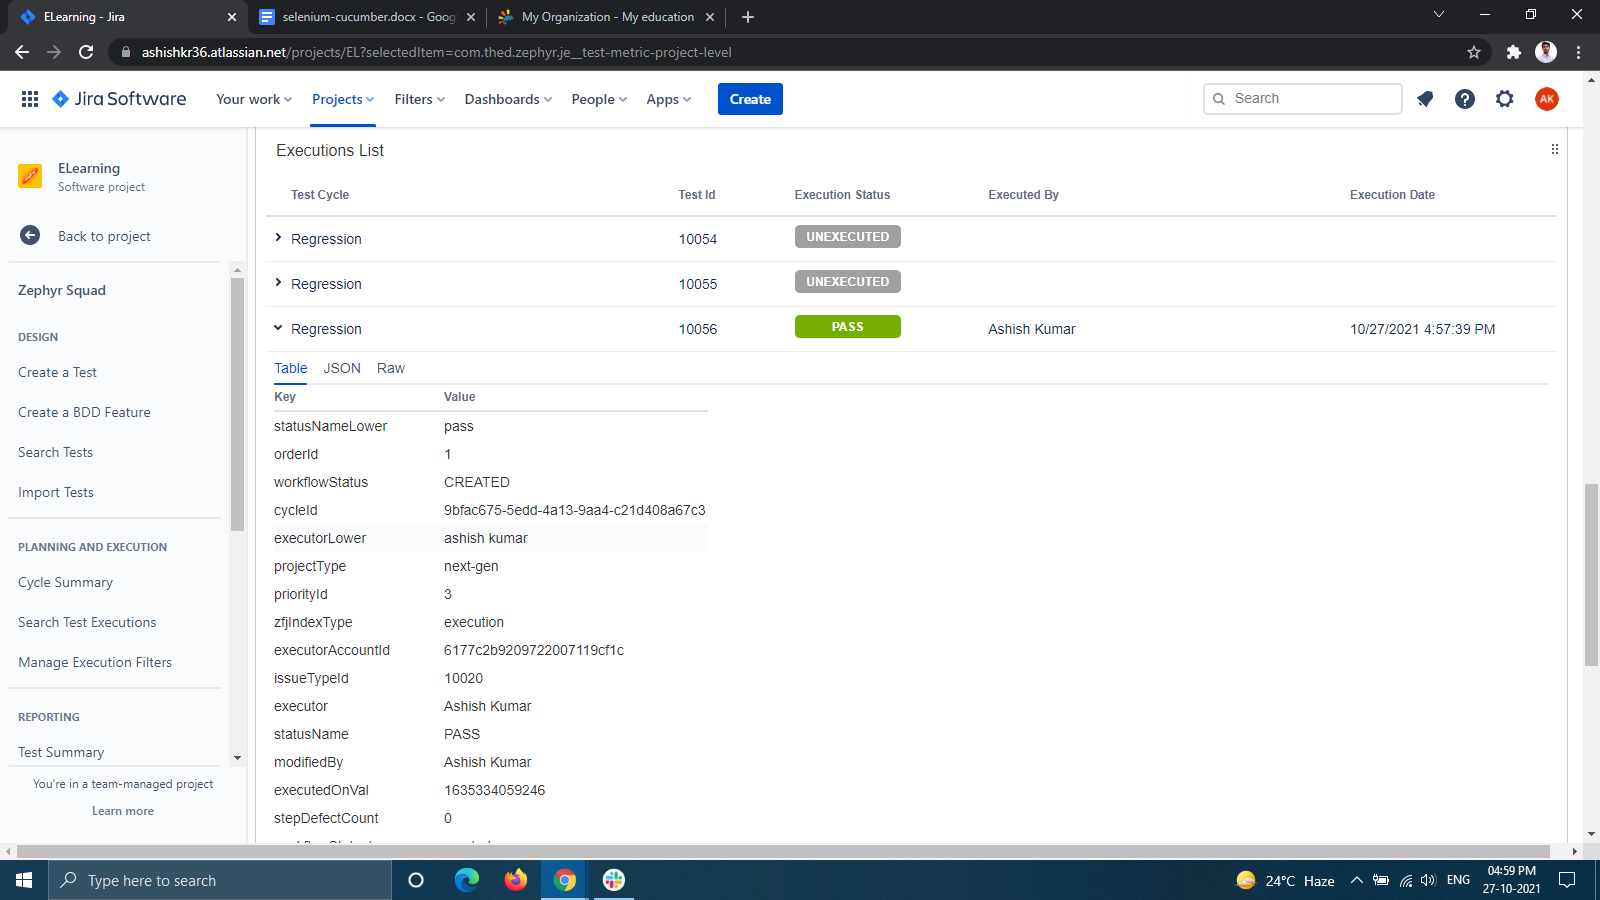 ELearning - Jira
selenium-cucumber.docx - Goog
My Organization - My education
ashishkr36.atlassian.net/projects/EL?selectedItem=com.thed.zephyr.je__test-metric-project-level
Jira Software Your work Projects Filters Dashboards People Apps Create Search AK
ELearning
Software project
Back to project
Zephyr Squad
DESIGN
Create a Test
Create a BDD Feature
Search Tests
Import Tests
PLANNING AND EXECUTION
Cycle Summary
Search Test Executions
Manage Execution Filters
REPORTING
Test Summary
You're in a team-managed project
Learn more
Executions List
Test Cycle Test Id Execution Status Executed By Execution Date
Regression 10054 UNEXECUTED
Regression 10055 UNEXECUTED
Regression 10056 PASS Ashish Kumar 10/27/2021 4:57:39 PM
Table JSON Raw
Key Value
statusNameLower pass
orderId 1
workflowStatus CREATED
cycleId 9bfac675-5edd-4a13-9aa4-c21d408a67c3
executorLower ashish kumar
projectType next-gen
priorityId 3
zfjIndexType execution
executorAccountId 6177c2b9209722007119cf1c
issueTypeId 10020
executor Ashish Kumar
statusName PASS
modifiedBy Ashish Kumar
executedOnVal 1635334059246
stepDefectCount 0
Type here to search
24°C Haze
ENG
04:59 PM
27-10-2021